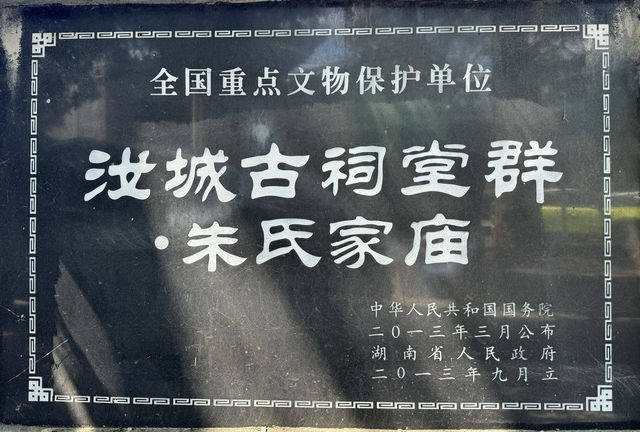 全国重点文物保护单位
汝城古祠堂群
·朱氏家庙
中华人民共和国国务院
二〇一三年三月公布
湖南省人民政府
二〇一三年九月立